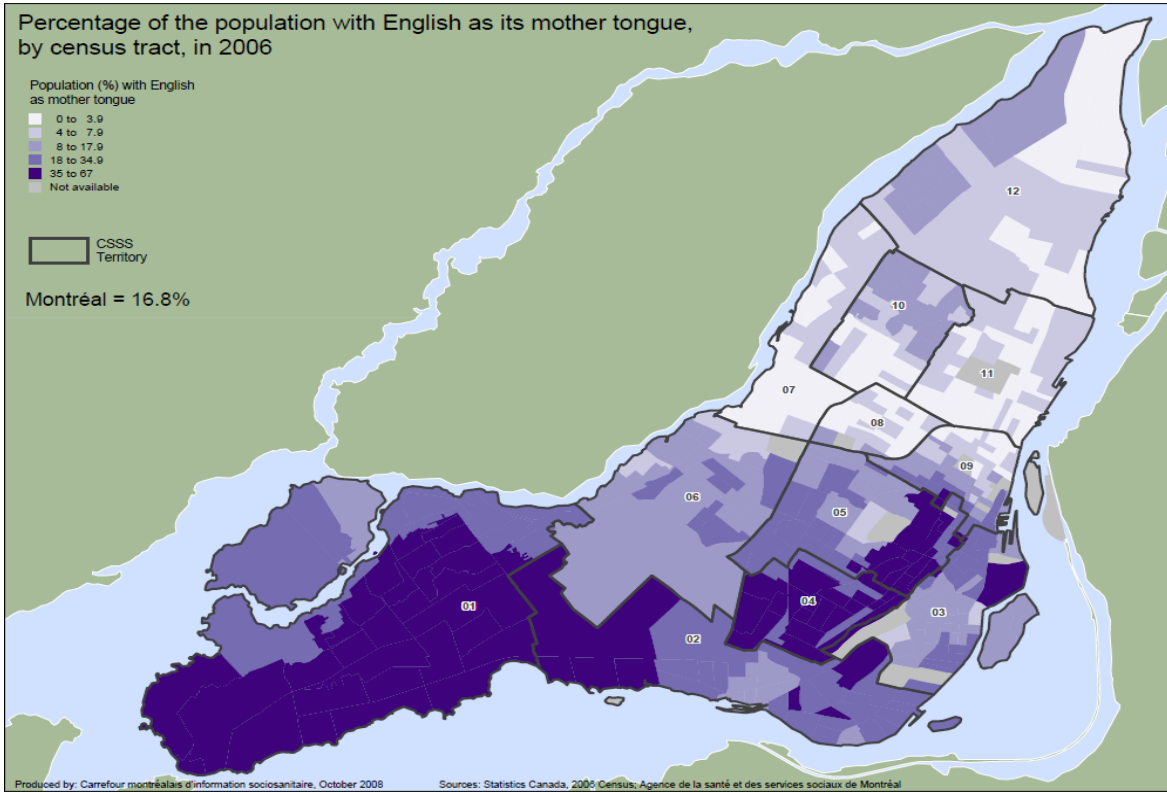 Percentage of the population with English as its mother tongue,
by census tract, in 2006
Population (%) with English
as mother tongue
0 to 3.9
4 to 7.9
8 to 17.9
18 to 34.9
35 to 67
Not available
CSSS
Territory
Montréal = 16.8%
12
10
11
07
08
09
06
05
01
04
03
02
Produced by: Carrefour montréalais d'information sociosanitaire, October 2008
Sources: Statistics Canada, 2006 Census; Agence de la santé et des services sociaux de Montréal